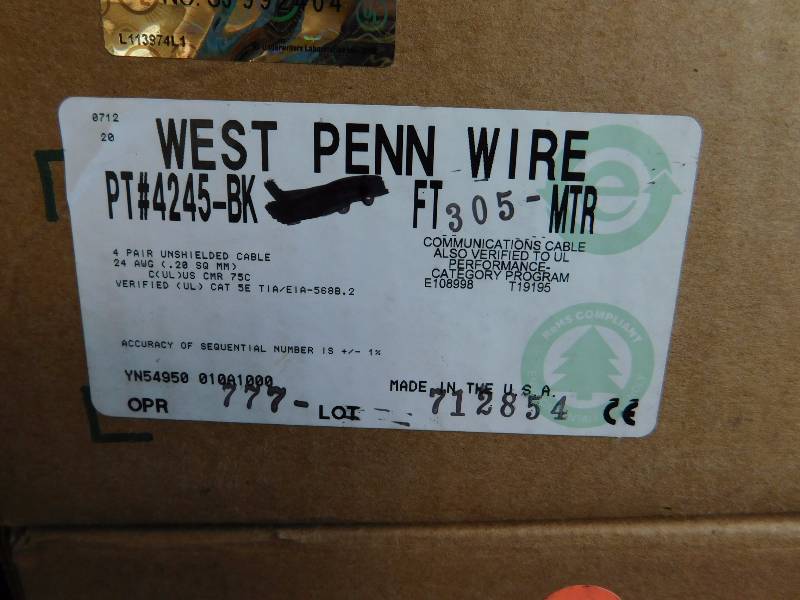 L113974L1
0712
20
WEST PENN WIRE
PT#4245-BK FT 305- MTR
4 PAIR UNSHIELDED CABLE
24 AWG (.20 SQ MM)
C(UL)US CMR 75C
VERIFIED (UL) CAT 5E TIA/EIA-568B.2
COMMUNICATIONS CABLE
ALSO VERIFIED TO UL
PERFORMANCE-
CATEGORY PROGRAM
E108998 T19195
e
RoHS COMPLIANT
ACCURACY OF SEQUENTIAL NUMBER IS +/- 1%
YN54950 010A1000
MADE IN THE U.S.A.
OPR 777- LOT 712854 CE